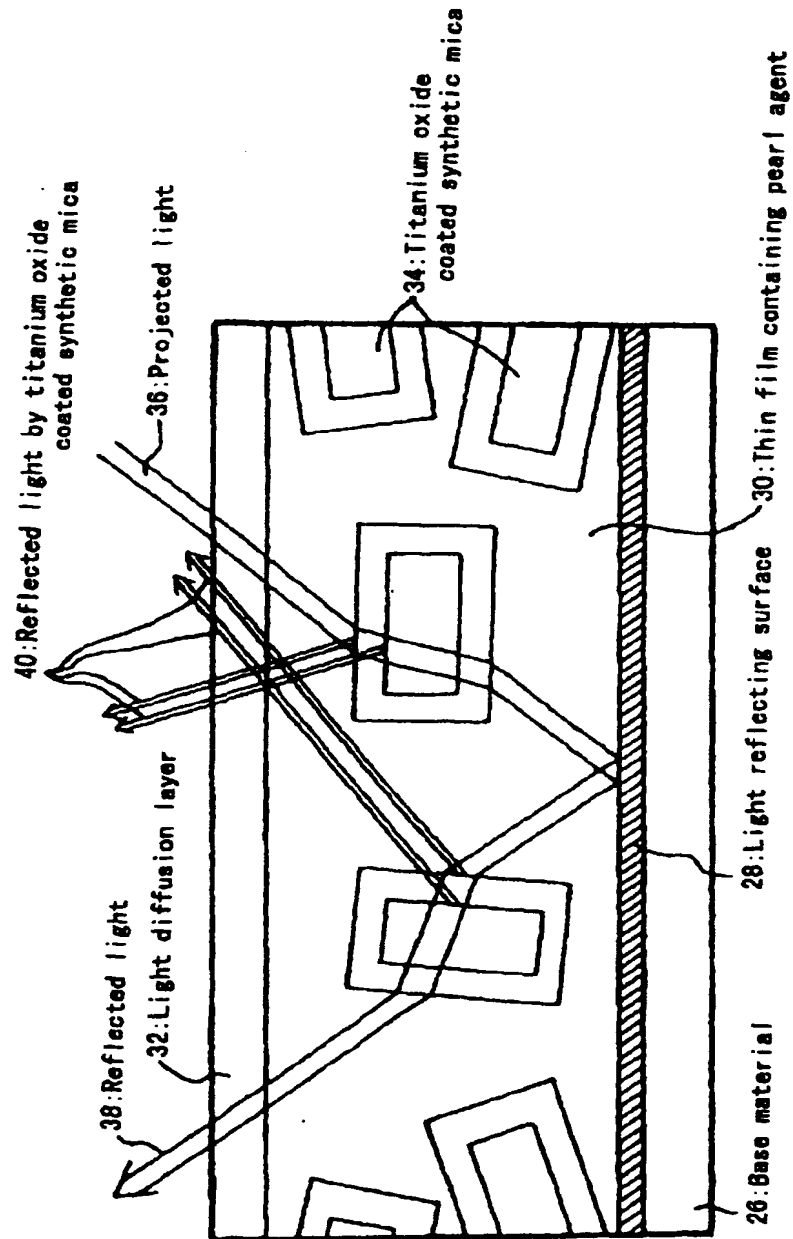 40:Reflected light by titanium oxide
coated synthetic mica
36:Projected light
38:Reflected light
32:Light diffusion layer
34:Titanium oxide
coated synthetic mica
26:Base material
28:Light reflecting surface
30:Thin film containing pearl agent